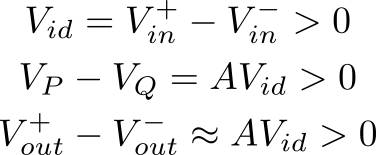 V_{id} = V_{in}^{+} − V_{in}^{−} > 0
V_P − V_Q = AV_{id} > 0
V_{out}^{+} − V_{out}^{−} ≈ AV_{id} > 0